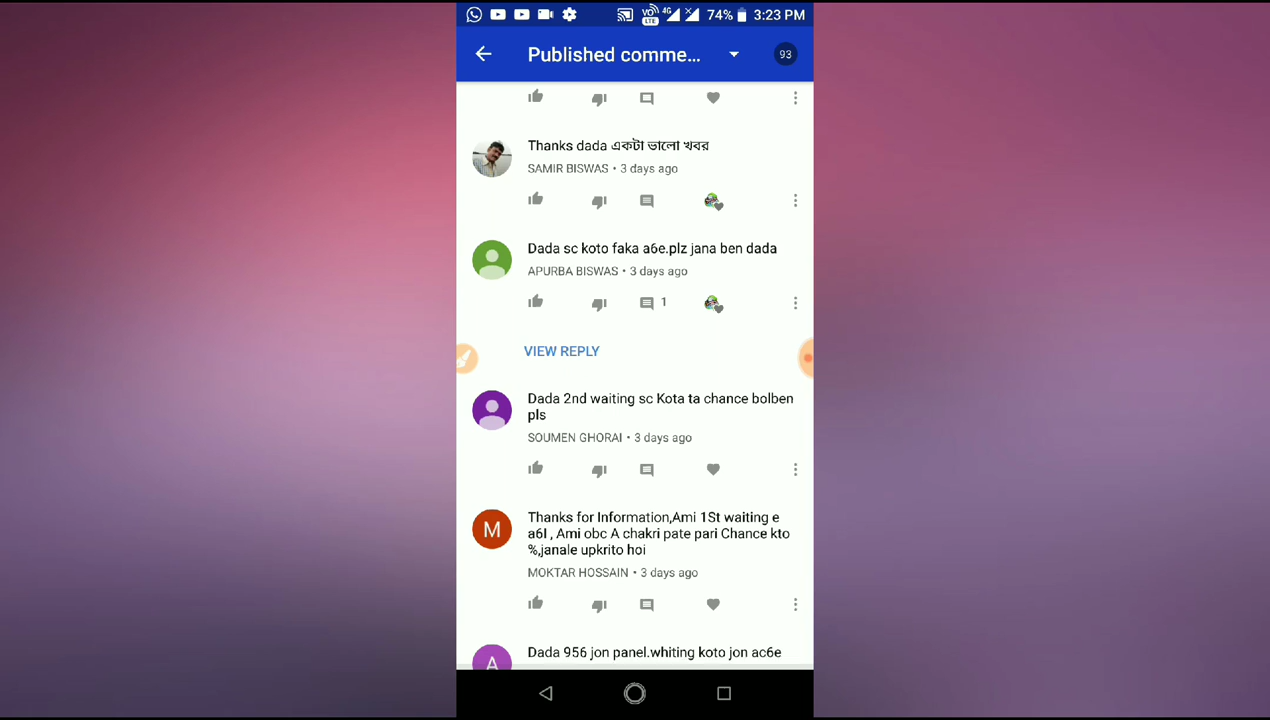 VO
LTE
4G
74%
3:23 PM
Published comme...
93
Thanks dada একটা ভালো খবর
SAMIR BISWAS • 3 days ago
Dada sc koto faka a6e.plz jana ben dada
APURBA BISWAS • 3 days ago
1
VIEW REPLY
Dada 2nd waiting sc Kota ta chance bolben
pls
SOUMEN GHORAI • 3 days ago
M
Thanks for Information,Ami 1St waiting e
a6I , Ami obc A chakri pate pari Chance kto
%,janale upkrito hoi
MOKTAR HOSSAIN • 3 days ago
A
Dada 956 jon panel.whiting koto jon ac6e